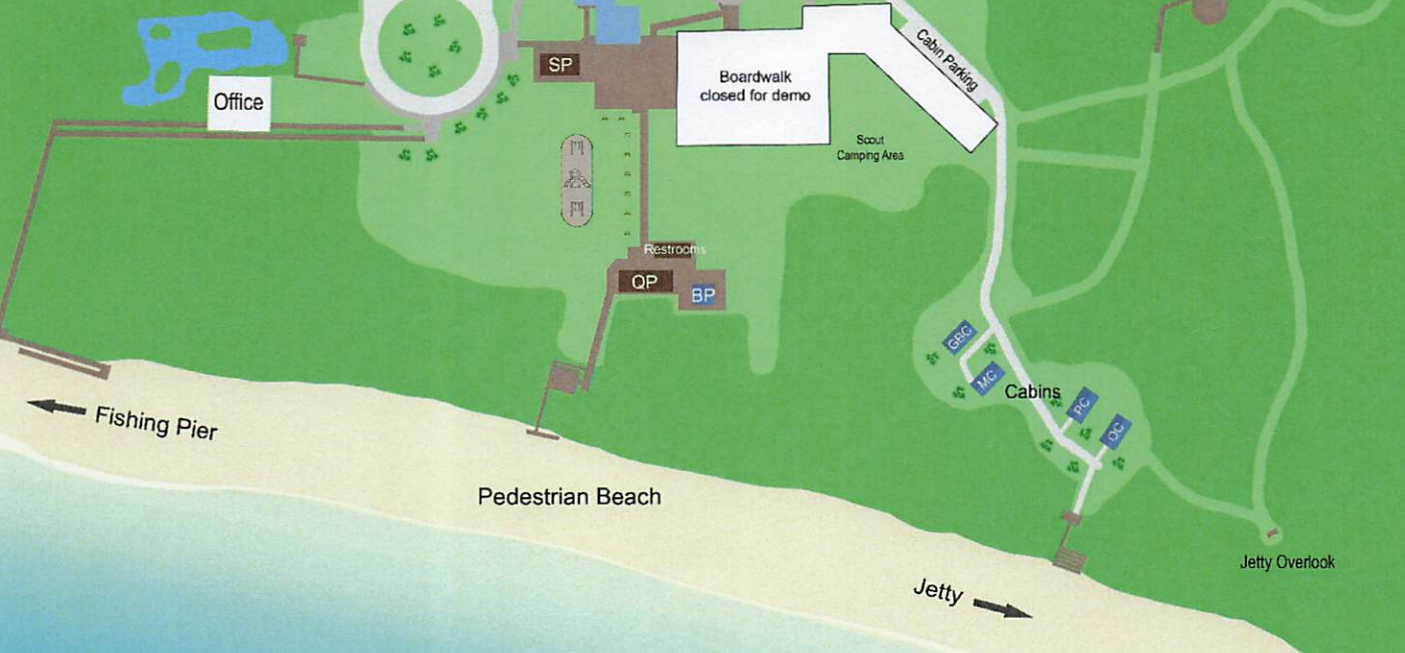 Cabin Parking
SP
Boardwalk
closed for demo
Office
Scout
Camping Area
Restrooms
QP
BP
GBC
MC
Cabins
PC
OC
Fishing Pier
Pedestrian Beach
Jetty Overlook
Jetty